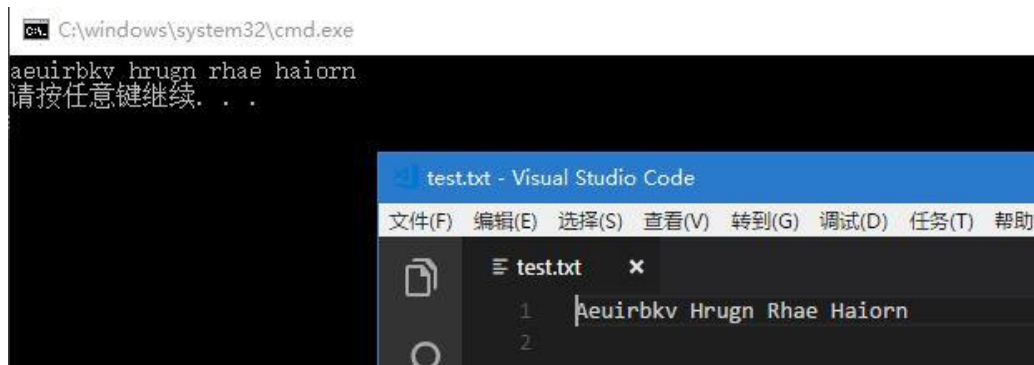 C:\windows\system32\cmd.exe
aeuirbkv hrugn rhae haiorn
请按任意键继续. . .
test.txt - Visual Studio Code
文件(F) 编辑(E) 选择(S) 查看(V) 转到(G) 调试(D) 任务(T) 帮助
test.txt ×
1 Aeuirbkv Hrugn Rhae Haiorn
2